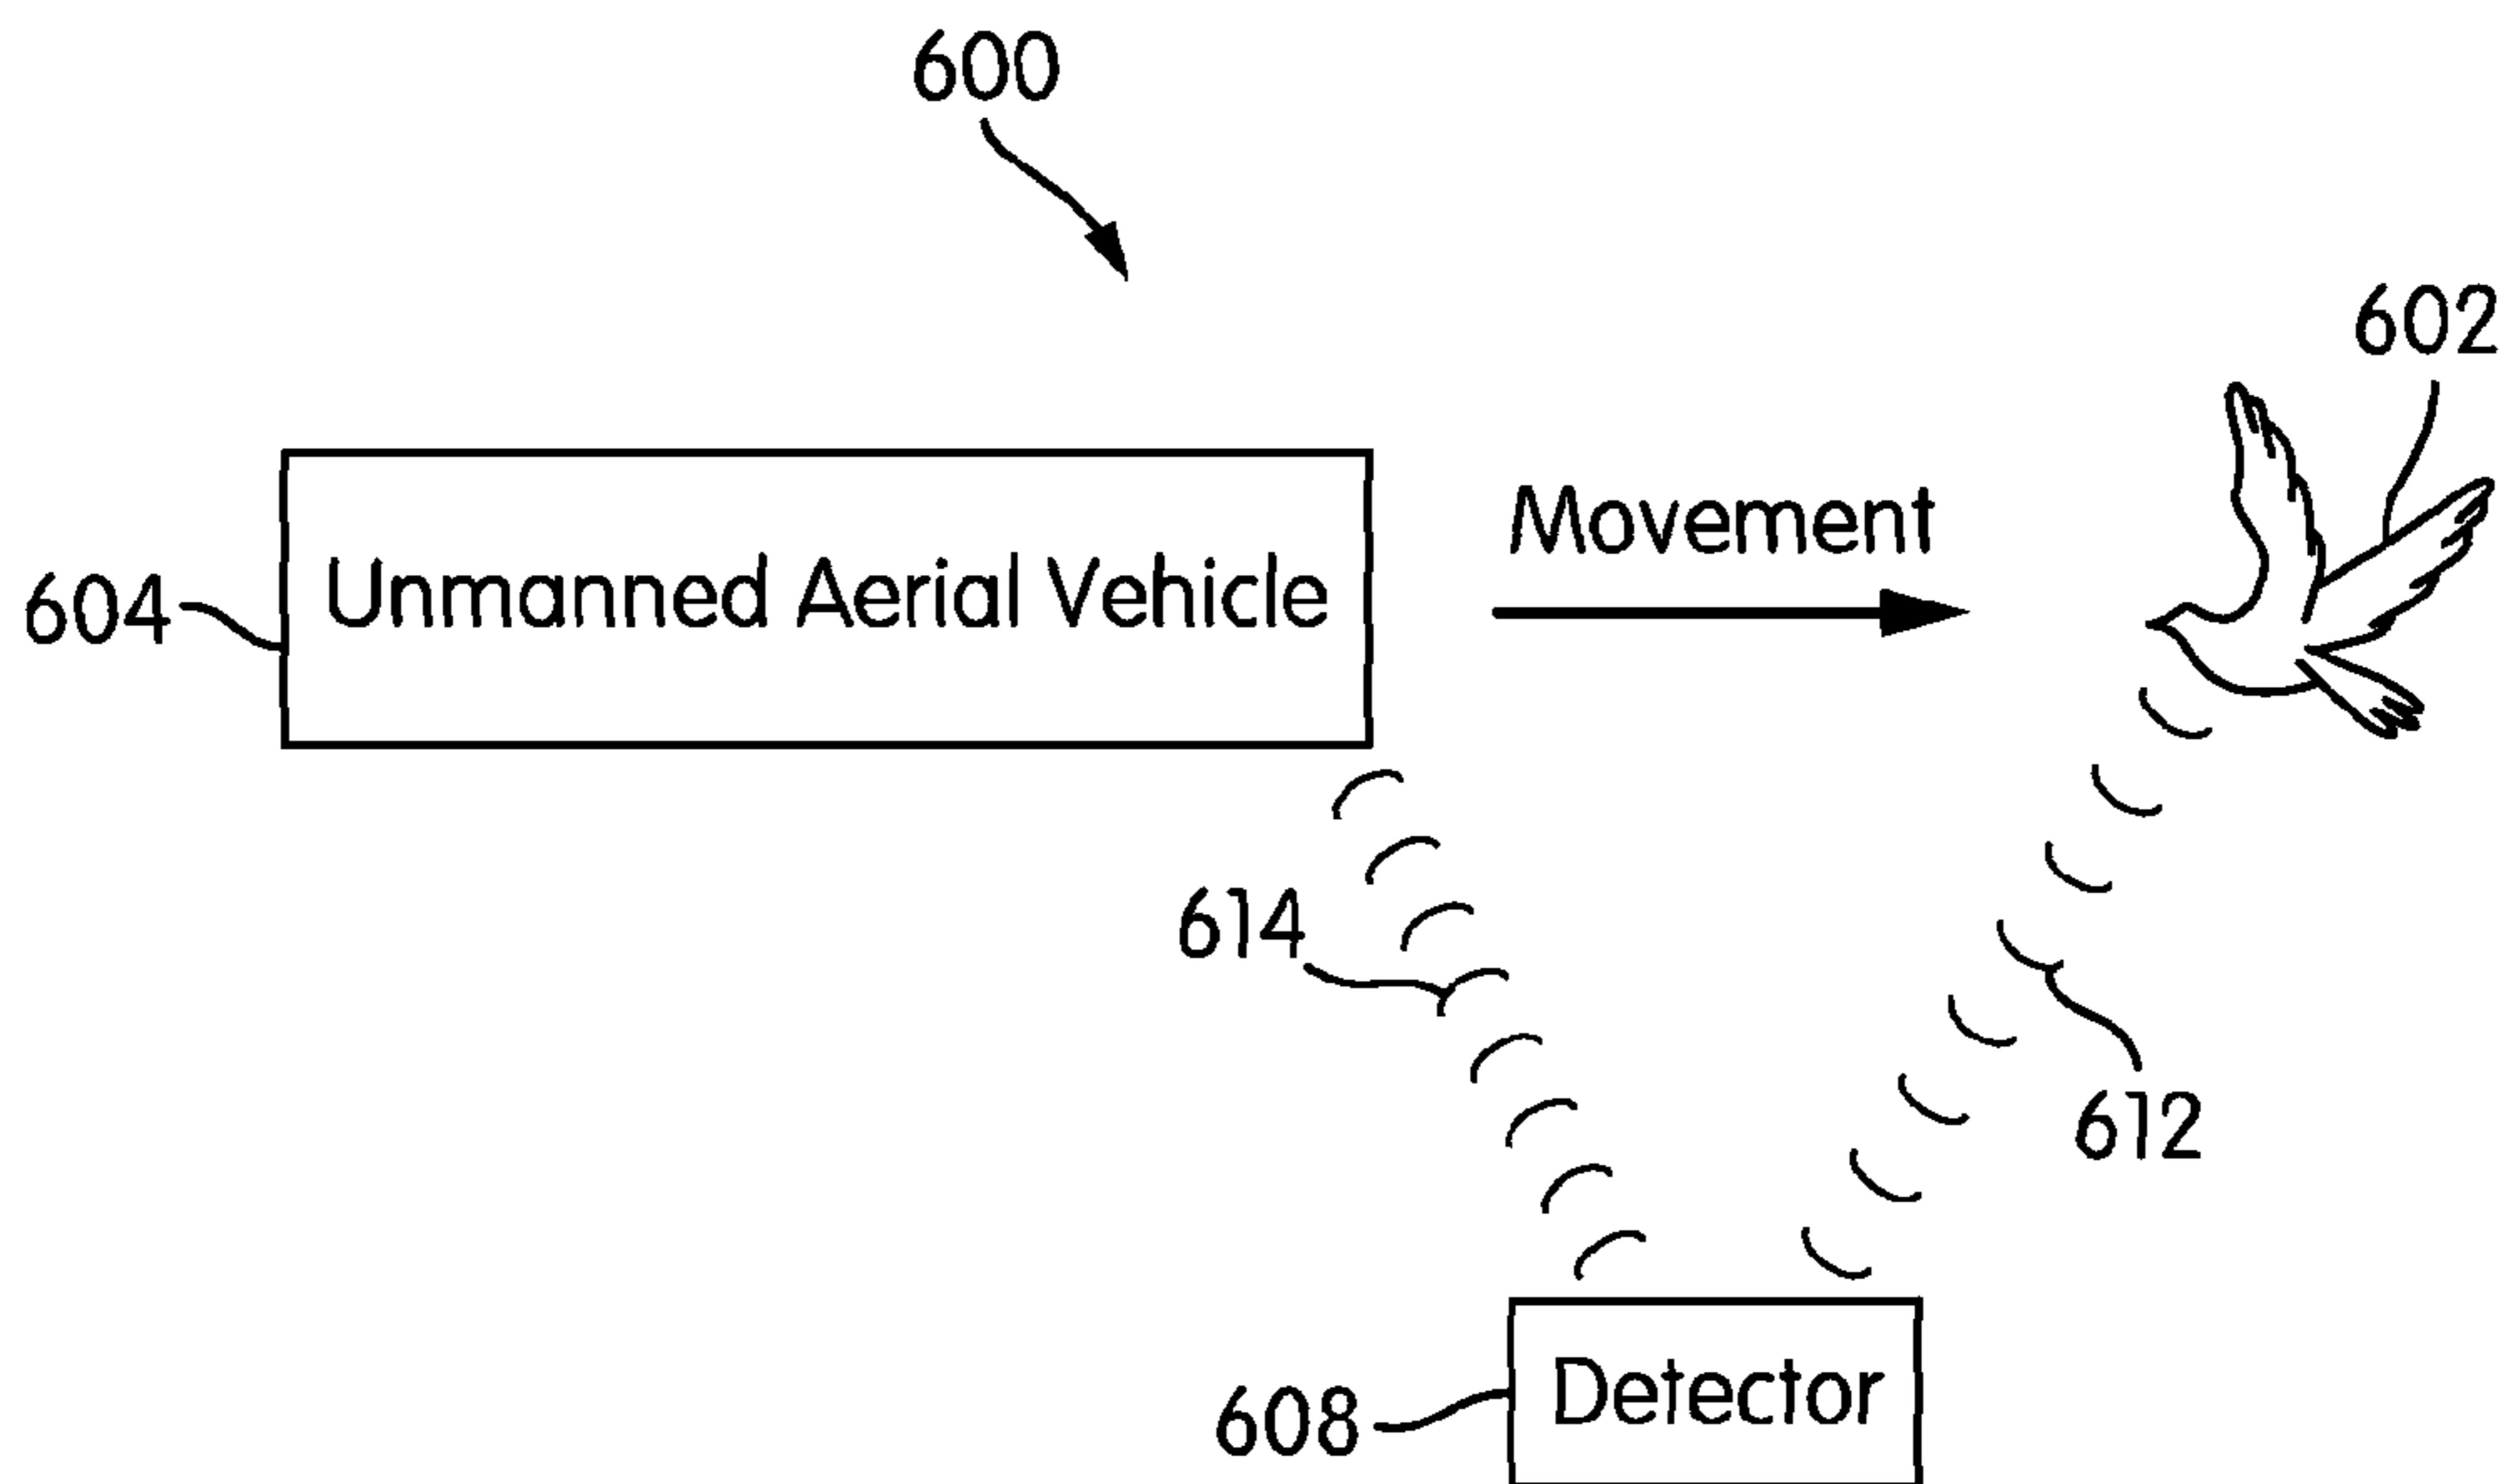 600
602
Movement
Unmanned Aerial Vehicle
604
614
612
Detector
608